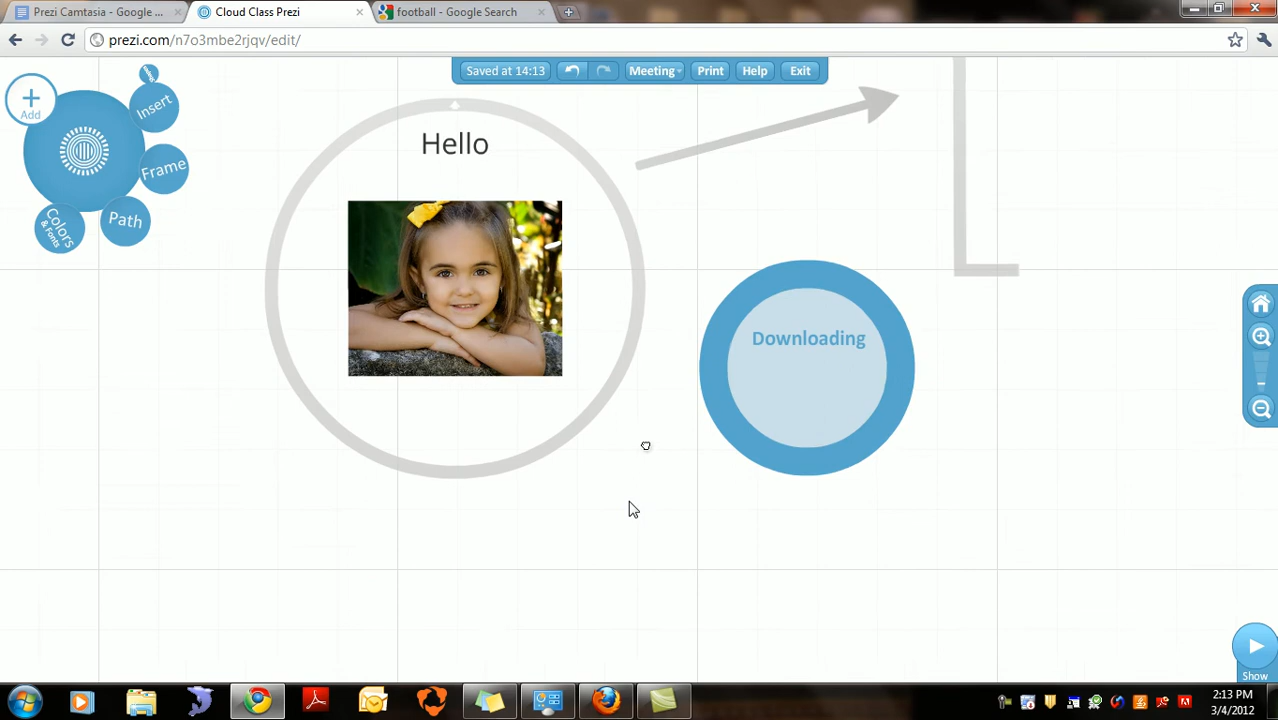 Prezi Camtasia - Google ...
Cloud Class Prezi
football - Google Search
prezi.com/n7o3mbe2rjqv/edit/
Saved at 14:13
Meeting
Print
Help
Exit
Add
Insert
Frame
Path
Colors
& Fonts
Hello
Downloading
Show
2:13 PM
3/4/2012